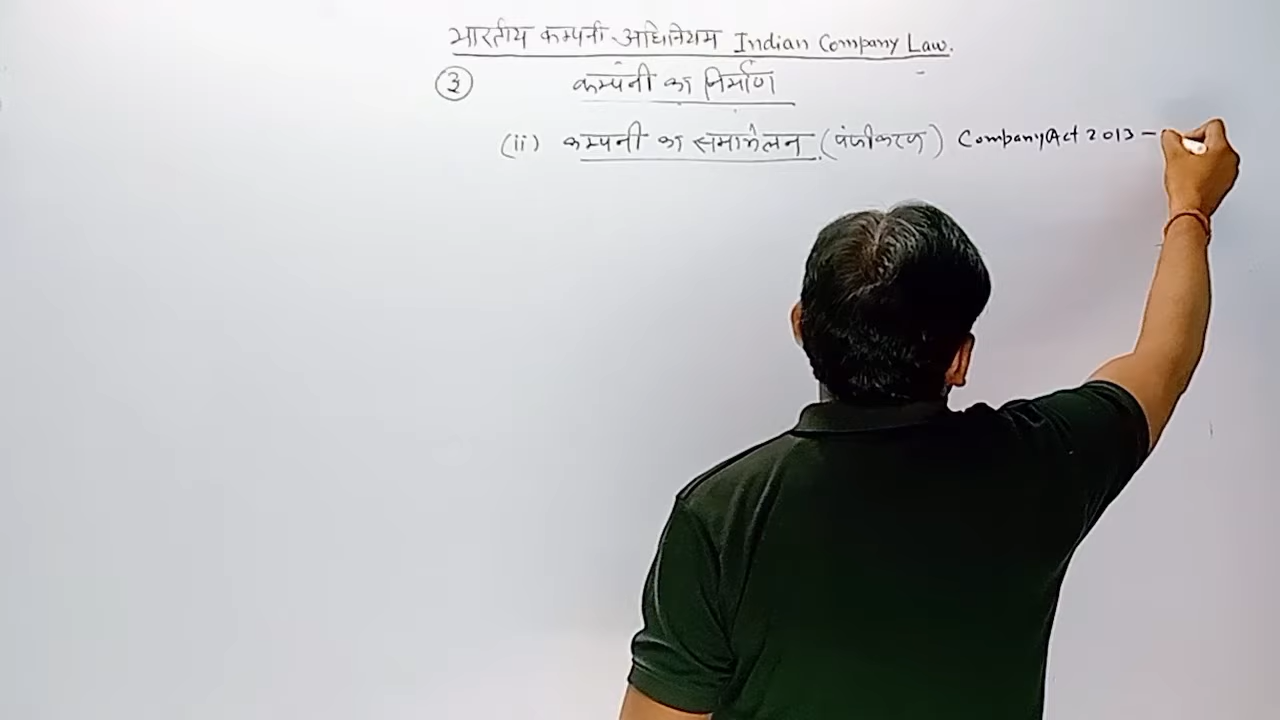 भारतीय कम्पनी अधिनियम Indian Company Law.
३ कम्पनी का निर्माण
(ii) कम्पनी का समामेलन (पंजीकरण) Company Act 2013 –